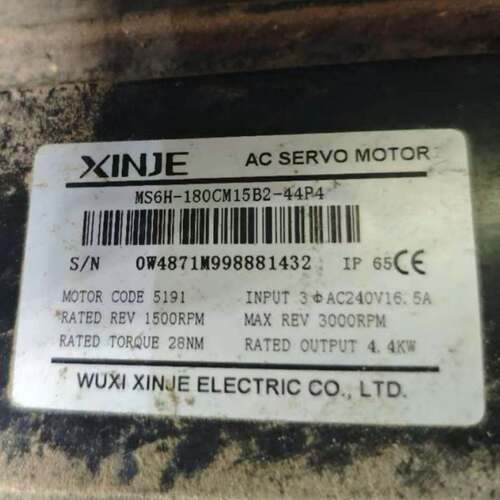 XINJE AC SERVO MOTOR
MS6H-180CM15B2-44P4
S/N 0W4871M998881432 IP 65 CE
MOTOR CODE 5191 INPUT 3ΦAC240V16.5A
RATED REV 1500RPM MAX REV 3000RPM
RATED TORQUE 28NM RATED OUTPUT 4.4KW
WUXI XINJE ELECTRIC CO., LTD.